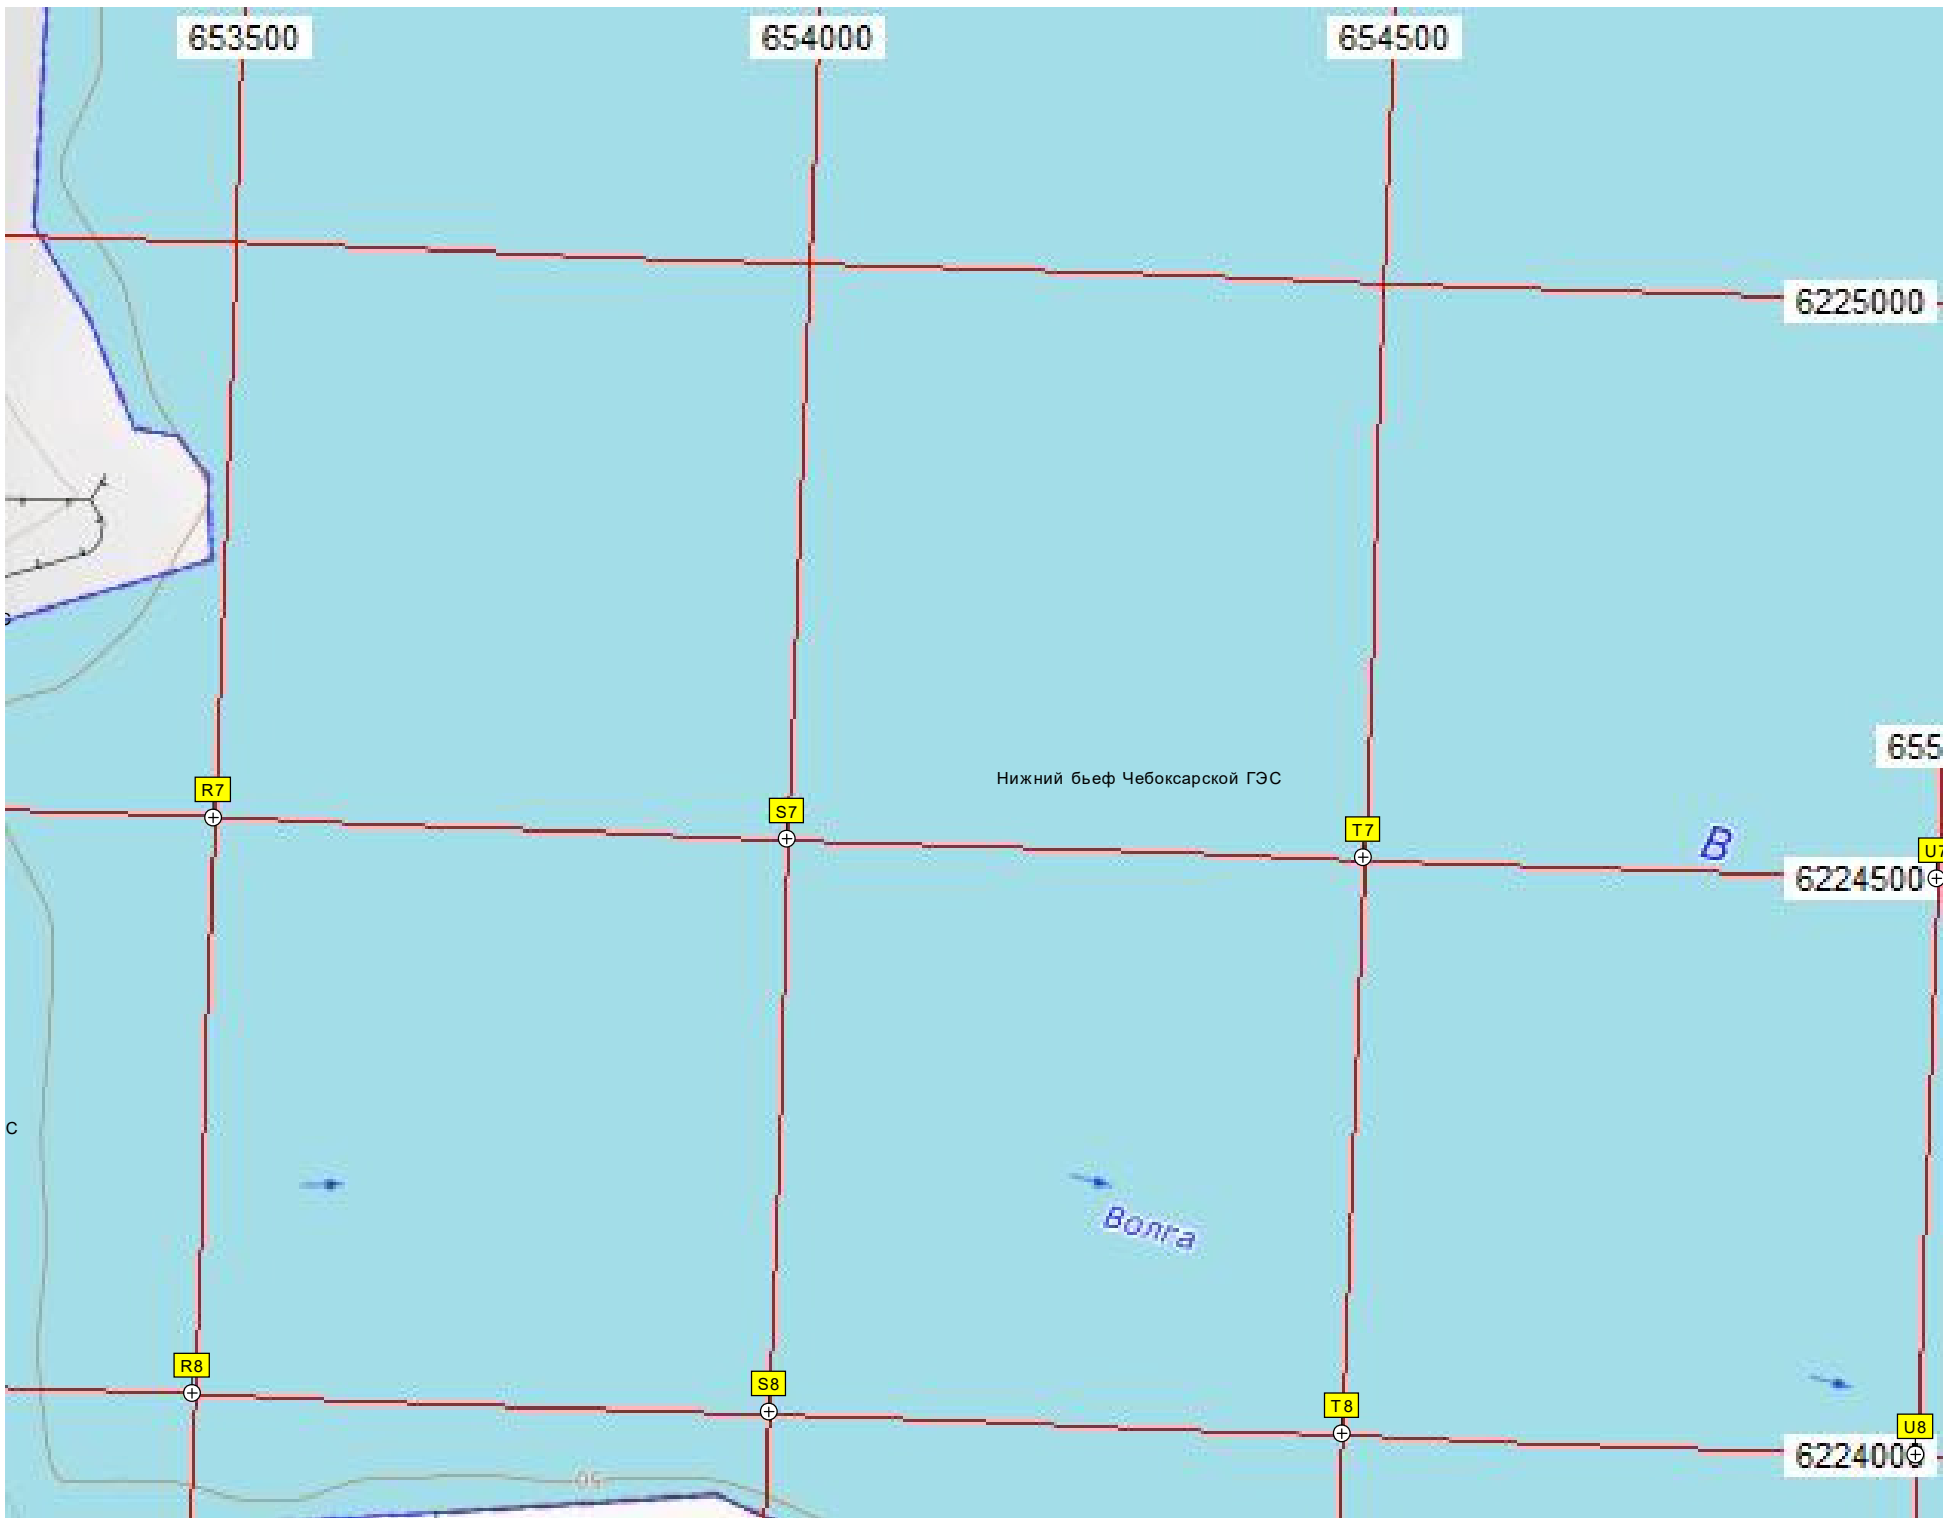 653500 654000 654500
6225000
655
Нижний бьеф Чебоксарской ГЭС
R7 S7 T7 U7
В
6224500
С
Волга
R8 S8 T8 U8
6224000